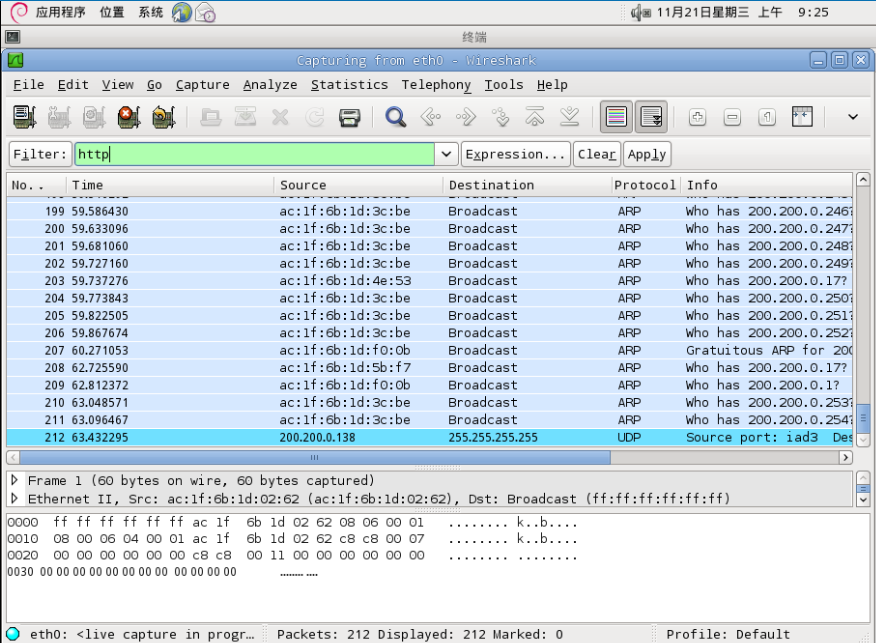 应用程序 位置 系统 11月21日星期三 上午 9:25
终端
Capturing from eth0 - Wireshark
File Edit View Go Capture Analyze Statistics Telephony Tools Help
Filter: http Expression... Clear Apply
No. . Time Source Destination Protocol Info
199 59.586430 ac:1f:6b:1d:3c:be Broadcast ARP Who has 200.200.0.246?
200 59.633096 ac:1f:6b:1d:3c:be Broadcast ARP Who has 200.200.0.247?
201 59.681060 ac:1f:6b:1d:3c:be Broadcast ARP Who has 200.200.0.248?
202 59.727160 ac:1f:6b:1d:3c:be Broadcast ARP Who has 200.200.0.249?
203 59.737276 ac:1f:6b:1d:4e:53 Broadcast ARP Who has 200.200.0.17?
204 59.773843 ac:1f:6b:1d:3c:be Broadcast ARP Who has 200.200.0.250?
205 59.822505 ac:1f:6b:1d:3c:be Broadcast ARP Who has 200.200.0.251?
206 59.867674 ac:1f:6b:1d:3c:be Broadcast ARP Who has 200.200.0.252?
207 60.271053 ac:1f:6b:1d:f0:0b Broadcast ARP Gratuitous ARP for 200
208 62.725590 ac:1f:6b:1d:5b:f7 Broadcast ARP Who has 200.200.0.17?
209 62.812372 ac:1f:6b:1d:f0:0b Broadcast ARP Who has 200.200.0.1?
210 63.048571 ac:1f:6b:1d:3c:be Broadcast ARP Who has 200.200.0.253?
211 63.096467 ac:1f:6b:1d:3c:be Broadcast ARP Who has 200.200.0.254?
212 63.432295 200.200.0.138 255.255.255.255 UDP Source port: iad3 Des
Frame 1 (60 bytes on wire, 60 bytes captured)
Ethernet II, Src: ac:1f:6b:1d:02:62 (ac:1f:6b:1d:02:62), Dst: Broadcast (ff:ff:ff:ff:ff:ff)
0000 ff ff ff ff ff ff ac 1f 6b 1d 02 62 08 06 00 01 ........ k..b....
0010 08 00 06 04 00 01 ac 1f 6b 1d 02 62 c8 c8 00 07 ........ k..b....
0020 00 00 00 00 00 00 c8 c8 00 11 00 00 00 00 00 00 ........ ........
0030 00 00 00 00 00 00 00 00 00 00 00 00 ........ ....
eth0: <live capture in progr... Packets: 212 Displayed: 212 Marked: 0 Profile: Default